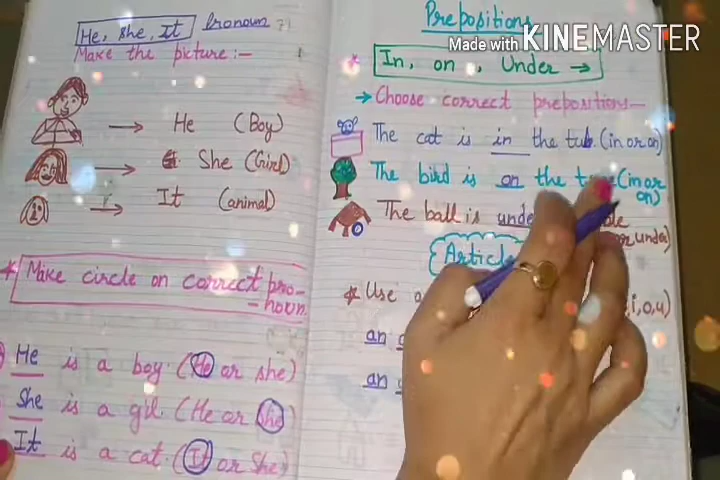 He, She, It Pronoun
Make the picture:-
→ He (Boy)
→ She (Girl)
→ It (animal)
* Make circle on correct pro-
- noun.
He is a boy. (He or she)
She is a gil. (He or She)
It is a cat. (It or She)
Prepositions
Made with KINEMASTER
* In, on, Under →
→ Choose correct prepositions-
The cat is in the tub. (in or on)
The bird is on the (in or
on)
The ball is
under)
Article
* Use i, o, u)
an
an